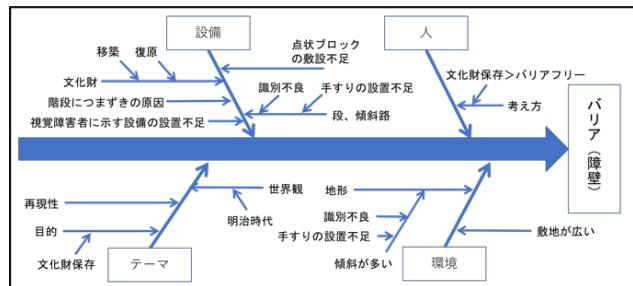 設備
人
移築
復原
点状ブロック
の敷設不足
文化財
識別不良
手すりの設置不足
文化財保存>バリアフリー
階段につまずきの原因
段、傾斜路
考え方
視覚障害者に示す設備の設置不足
バリア(障壁)
世界観
地形
再現性
明治時代
識別不良
目的
手すりの設置不足
敷地が広い
文化財保存
テーマ
傾斜が多い
環境